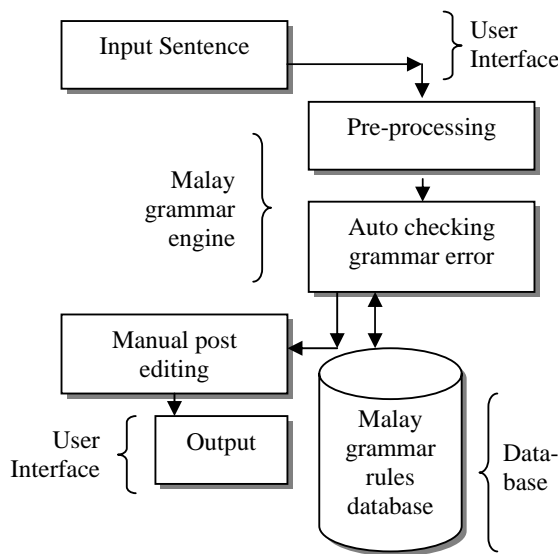 Input Sentence
User
Interface
Pre-processing
Malay
grammar
engine
Auto checking
grammar error
Manual post
editing
User
Interface
Output
Malay
grammar
rules
database
Data-
base